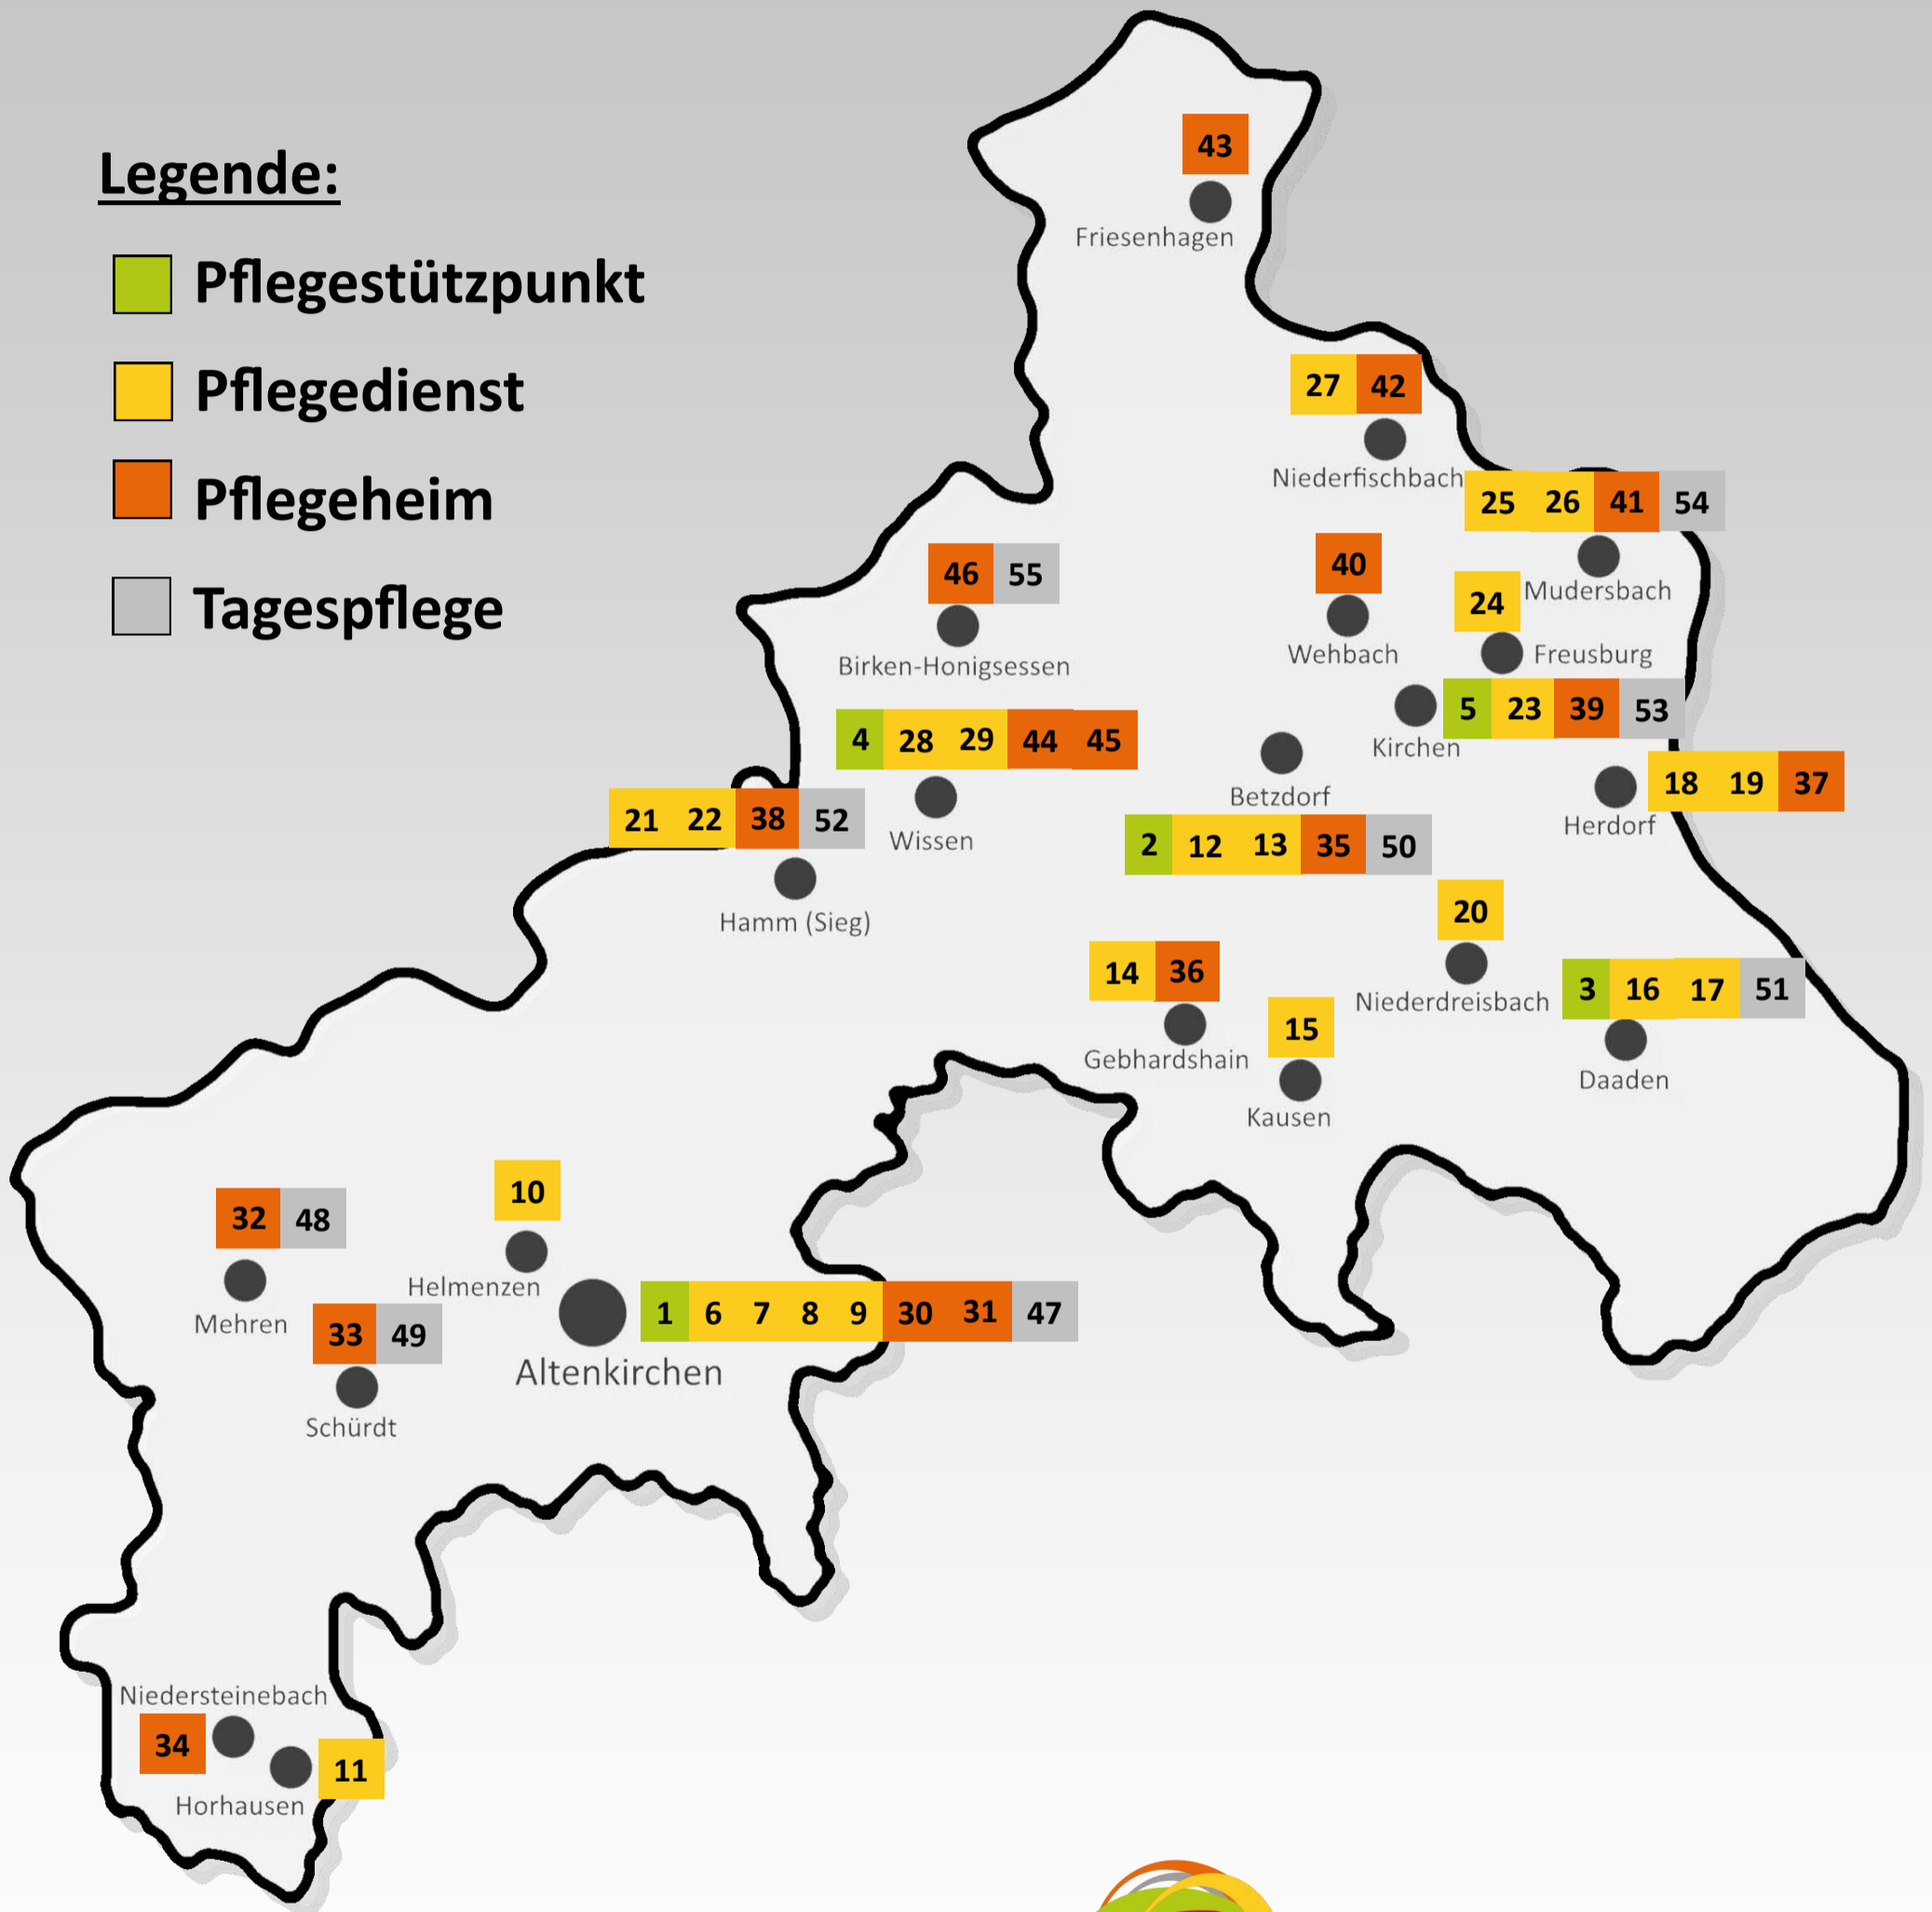 Legende:
Pflegestützpunkt
Pflegedienst
Pflegeheim
Tagespflege
43
Friesenhagen
27 42
Niederfischbach
25 26 41 54
Mudersbach
46 55
Birken-Honigsessen
40
Wehbach
24
Freusburg
5 23 39 53
Kirchen
4 28 29 44 45
Wissen
Betzdorf
2 12 13 35 50
18 19 37
Herdorf
21 22 38 52
Hamm (Sieg)
20
Niederdreisbach
14 36
Gebhardshain
15
Kausen
3 16 17 51
Daaden
32 48
Mehren
10
Helmenzen
33 49
Schürdt
1 6 7 8 9 30 31 47
Altenkirchen
Niedersteinebach
34
11
Horhausen